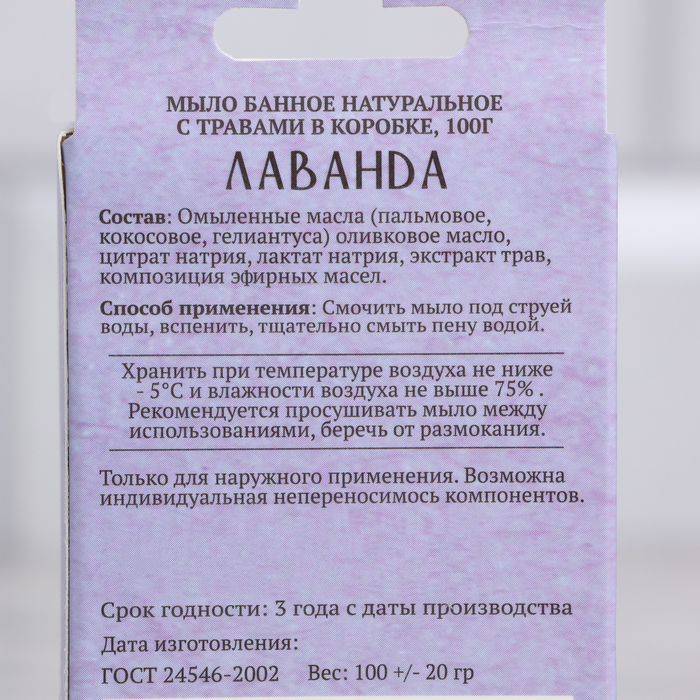 МЫЛО БАННОЕ НАТУРАЛЬНОЕ
С ТРАВАМИ В КОРОБКЕ, 100Г
ЛАВАНДА
Состав: Омыленные масла (пальмовое,
кокосовое, гелиантуса) оливковое масло,
цитрат натрия, лактат натрия, экстракт трав,
композиция эфирных масел.
Способ применения: Смочить мыло под струей
воды, вспенить, тщательно смыть пену водой.
Хранить при температуре воздуха не ниже
- 5°С и влажности воздуха не выше 75% .
Рекомендуется просушивать мыло между
использованиями, беречь от размокания.
Только для наружного применения. Возможна
индивидуальная непереносимось компонентов.
Срок годности: 3 года с даты производства
Дата изготовления:
ГОСТ 24546-2002 Вес: 100 +/- 20 гр